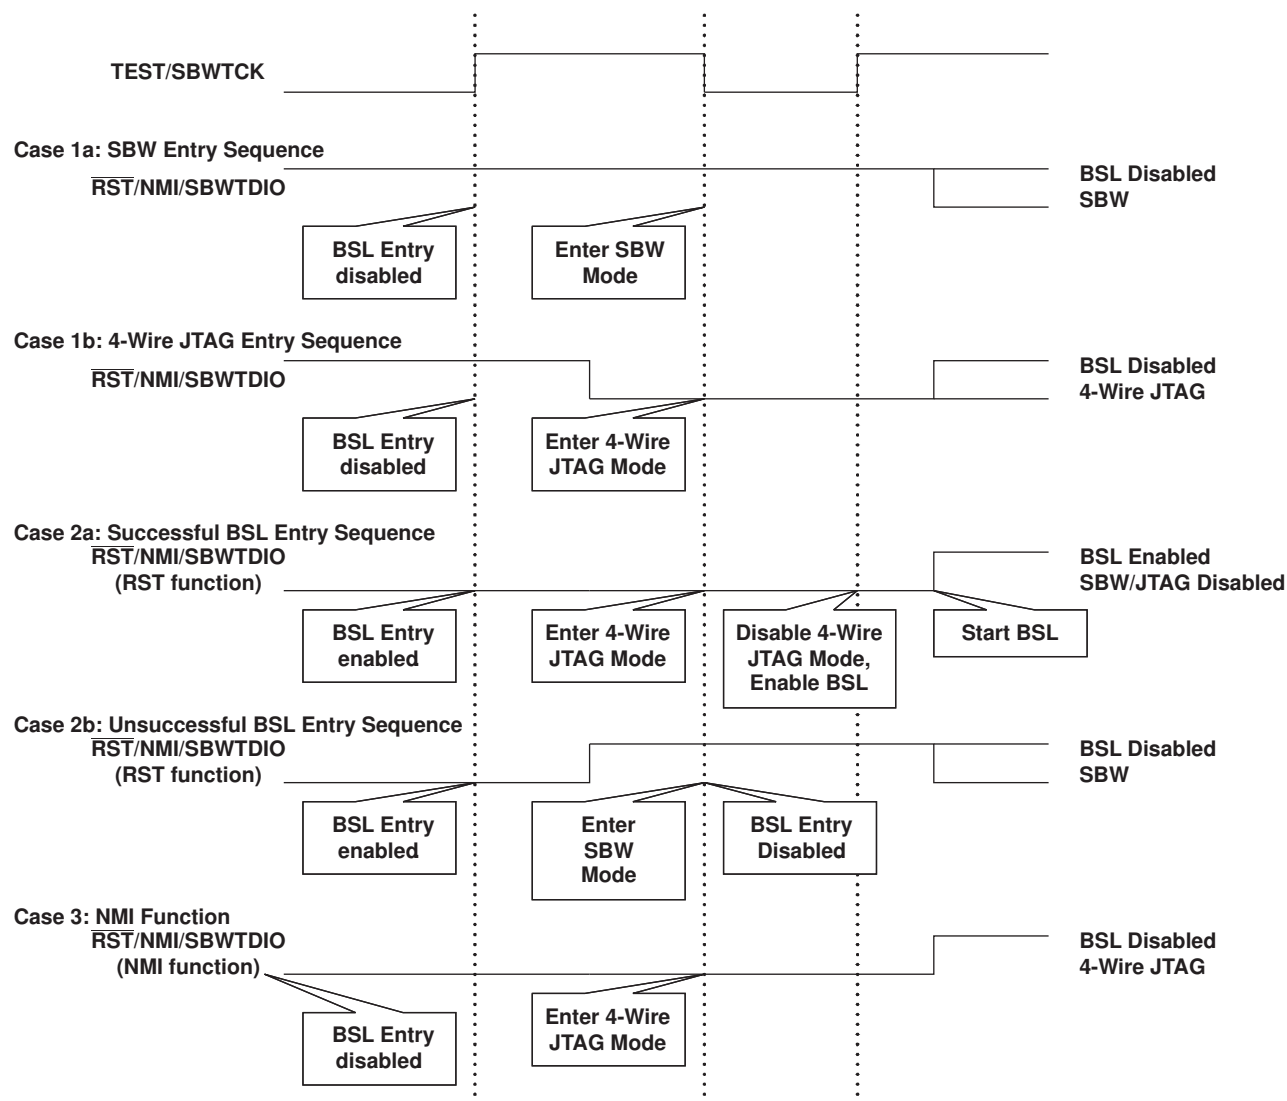 TEST/SBWTCK
Case 1a: SBW Entry Sequence
RST/NMI/SBWTDIO
BSL Disabled
SBW
BSL Entry
disabled
Enter SBW
Mode
Case 1b: 4-Wire JTAG Entry Sequence
RST/NMI/SBWTDIO
BSL Disabled
4-Wire JTAG
BSL Entry
disabled
Enter 4-Wire
JTAG Mode
Case 2a: Successful BSL Entry Sequence
RST/NMI/SBWTDIO
(RST function)
BSL Enabled
SBW/JTAG Disabled
BSL Entry
enabled
Enter 4-Wire
JTAG Mode
Disable 4-Wire
JTAG Mode,
Enable BSL
Start BSL
Case 2b: Unsuccessful BSL Entry Sequence
RST/NMI/SBWTDIO
(RST function)
BSL Disabled
SBW
BSL Entry
enabled
Enter
SBW
Mode
BSL Entry
Disabled
Case 3: NMI Function
RST/NMI/SBWTDIO
(NMI function)
BSL Disabled
4-Wire JTAG
BSL Entry
disabled
Enter 4-Wire
JTAG Mode